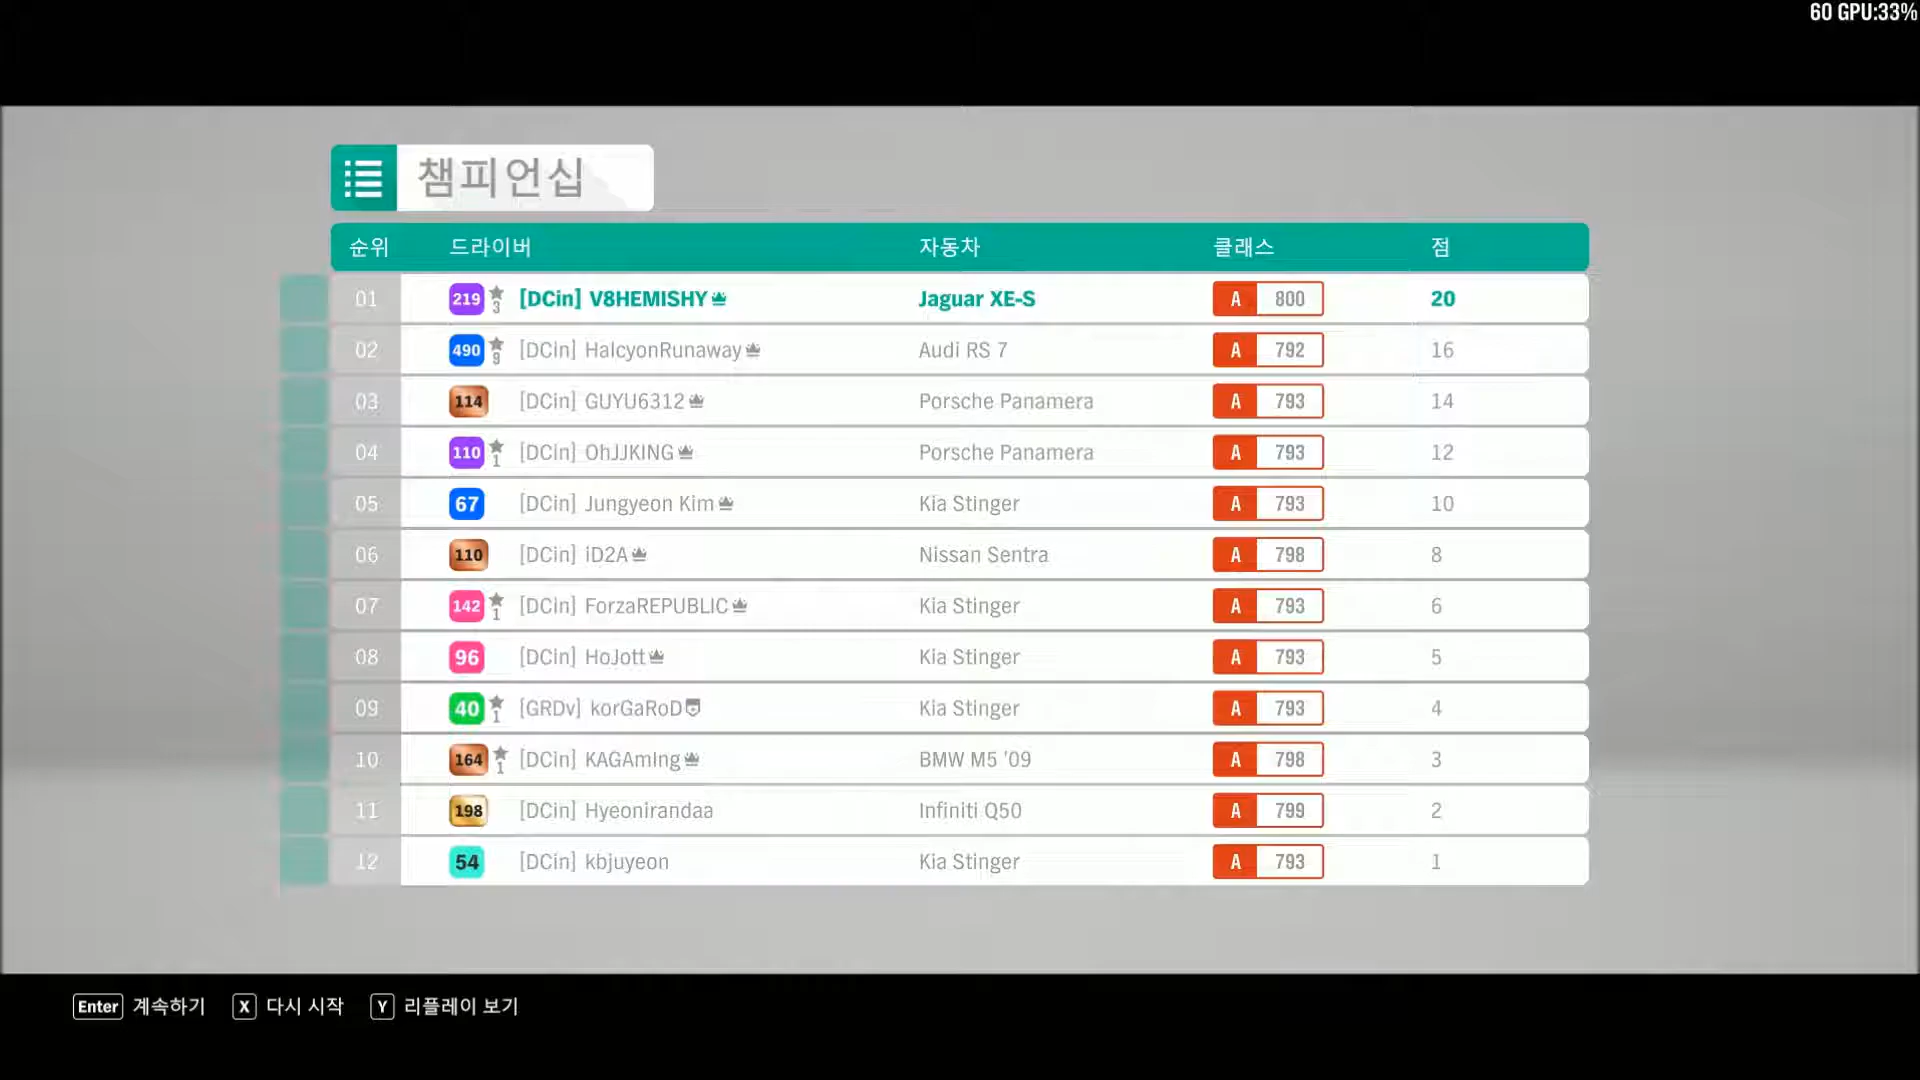 60 GPU:33%
챔피언십
순위 드라이버 자동차 클래스 점
01 219 3 [DCin] V8HEMISHY Jaguar XE-S A 800 20
02 490 9 [DCin] HalcyonRunaway Audi RS 7 A 792 16
03 114 [DCin] GUYU6312 Porsche Panamera A 793 14
04 110 1 [DCin] OhJJKING Porsche Panamera A 793 12
05 67 [DCin] Jungyeon Kim Kia Stinger A 793 10
06 110 [DCin] iD2A Nissan Sentra A 798 8
07 142 1 [DCin] ForzaREPUBLIC Kia Stinger A 793 6
08 96 [DCin] HoJott Kia Stinger A 793 5
09 40 1 [GRDv] korGaRoD Kia Stinger A 793 4
10 164 1 [DCin] KAGAmIng BMW M5 '09 A 798 3
11 198 [DCin] Hyeonirandaa Infiniti Q50 A 799 2
12 54 [DCin] kbjuyeon Kia Stinger A 793 1
Enter 계속하기 X 다시 시작 Y 리플레이 보기